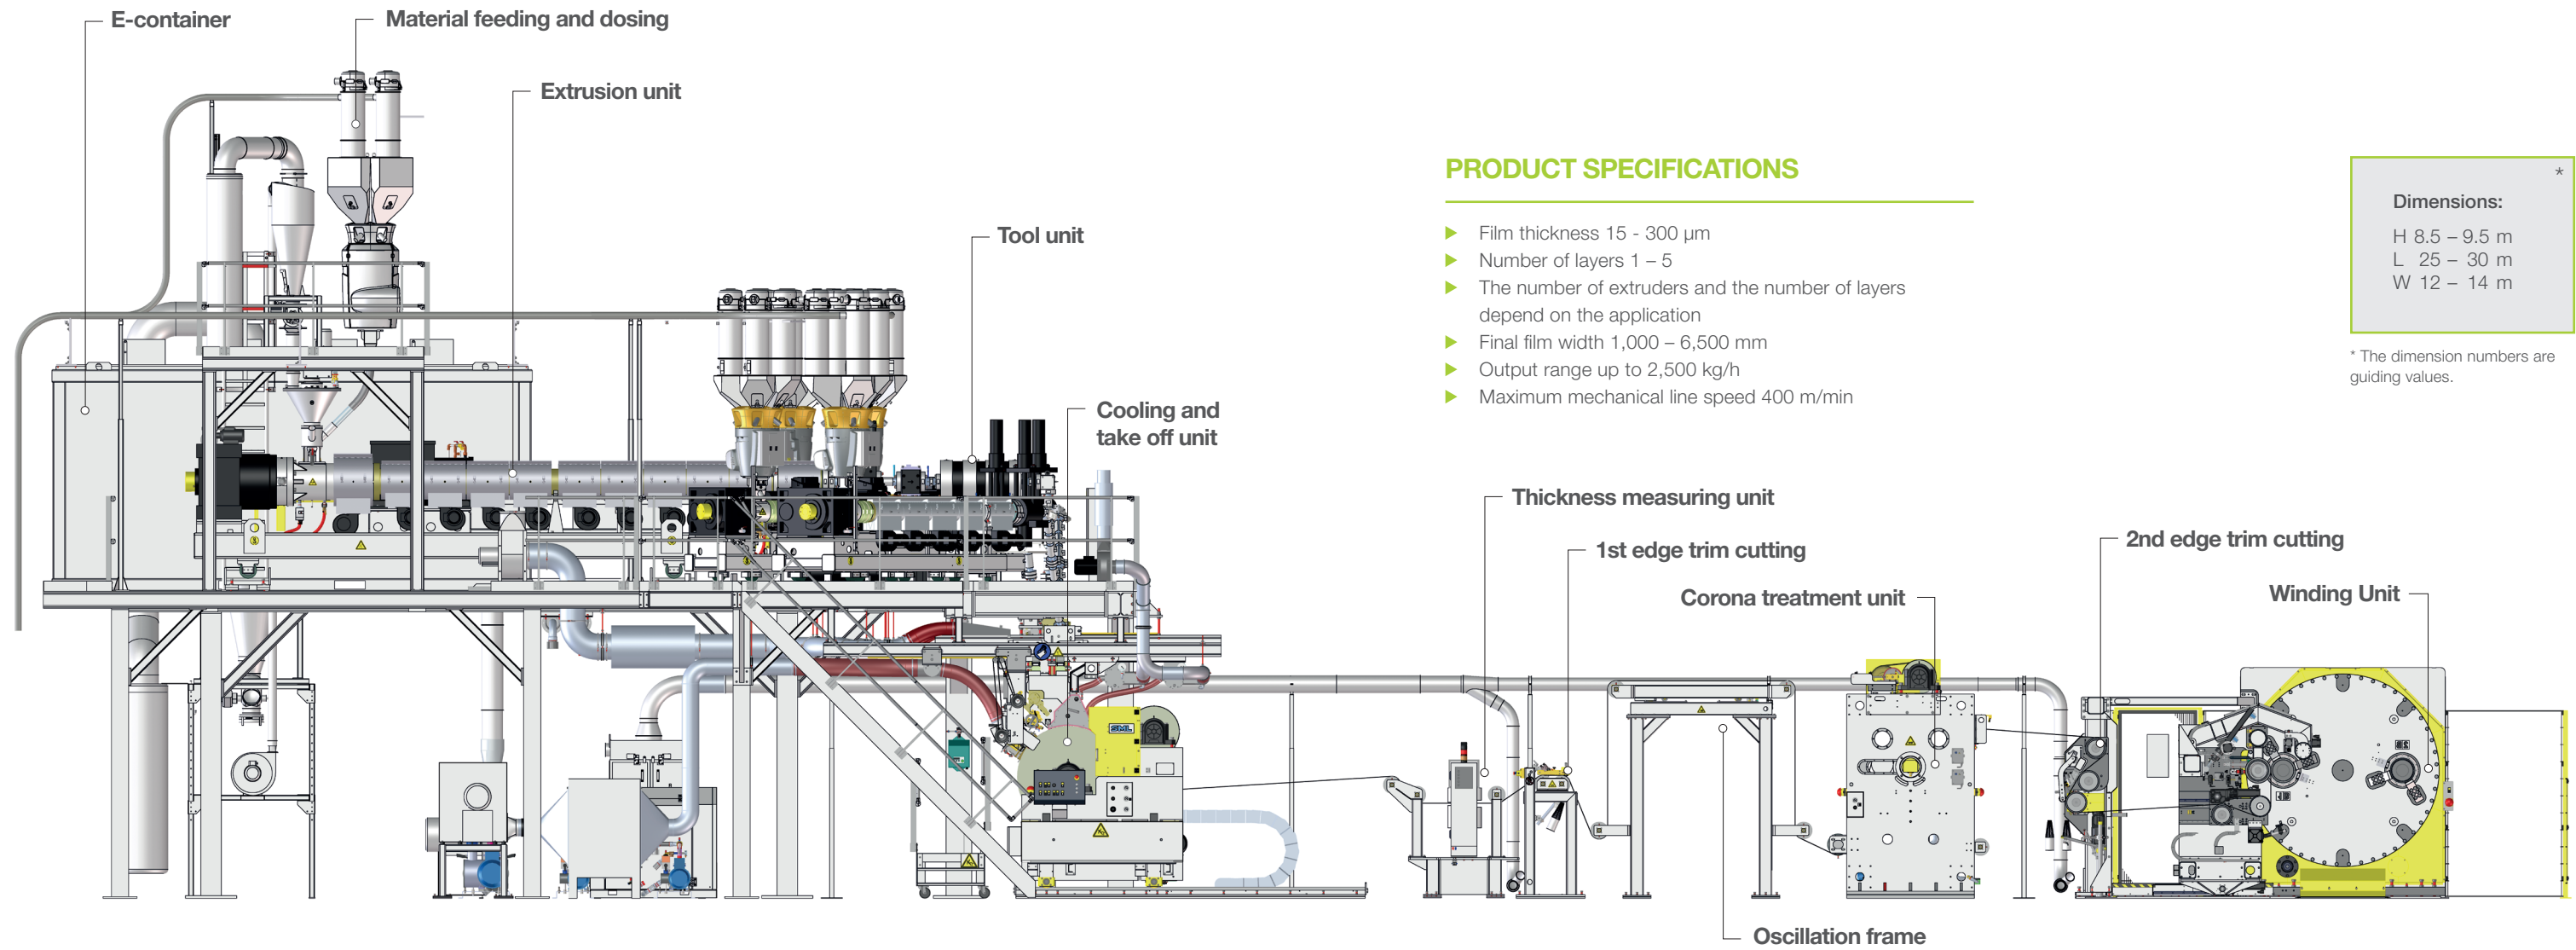 E-container
Material feeding and dosing
Extrusion unit
Tool unit
Cooling and
take off unit
PRODUCT SPECIFICATIONS
Film thickness 15 - 300 µm
Number of layers 1 – 5
The number of extruders and the number of layers
depend on the application
Final film width 1,000 – 6,500 mm
Output range up to 2,500 kg/h
Maximum mechanical line speed 400 m/min
*
Dimensions:
H 8.5 – 9.5 m
L 25 – 30 m
W 12 – 14 m
* The dimension numbers are
guiding values.
Thickness measuring unit
1st edge trim cutting
Corona treatment unit
2nd edge trim cutting
Winding Unit
SML
Oscillation frame